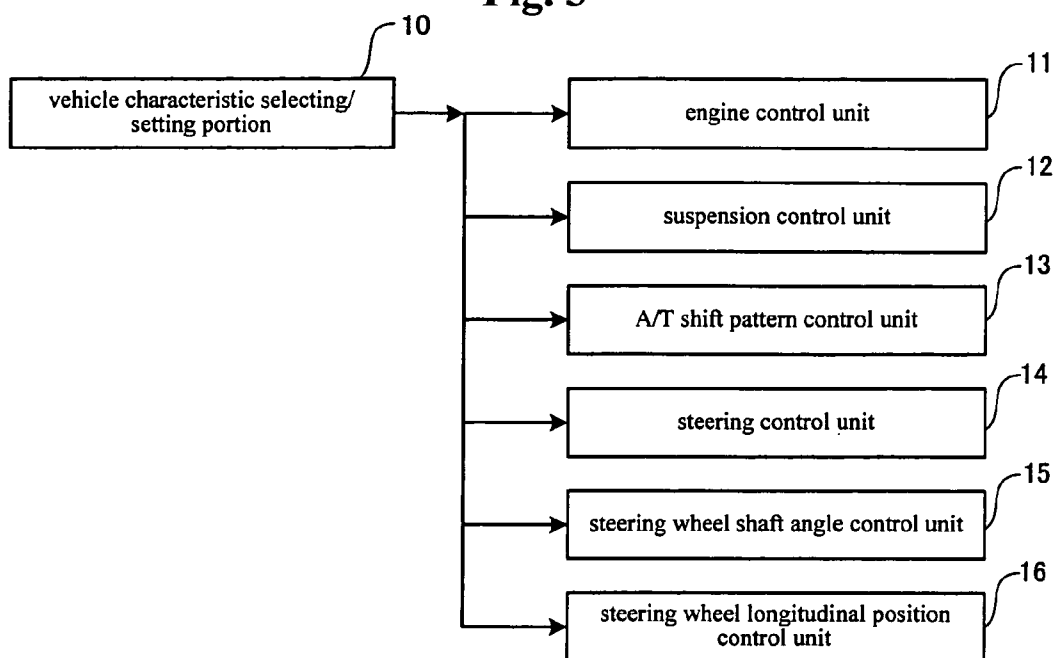 10
vehicle characteristic selecting/
setting portion
11
engine control unit
12
suspension control unit
13
A/T shift pattern control unit
14
steering control unit
15
steering wheel shaft angle control unit
16
steering wheel longitudinal position
control unit